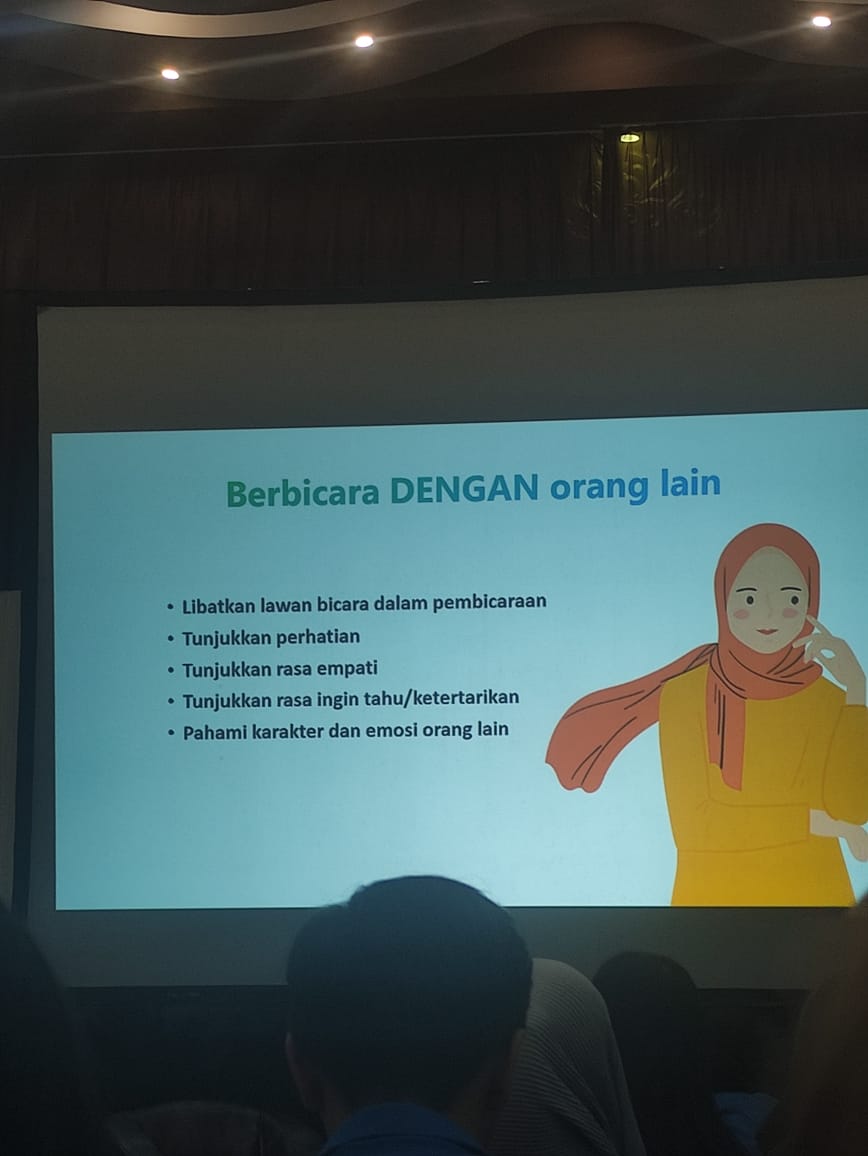 Berbicara DENGAN orang lain
• Libatkan lawan bicara dalam pembicaraan
• Tunjukkan perhatian
• Tunjukkan rasa empati
• Tunjukkan rasa ingin tahu/ketertarikan
• Pahami karakter dan emosi orang lain